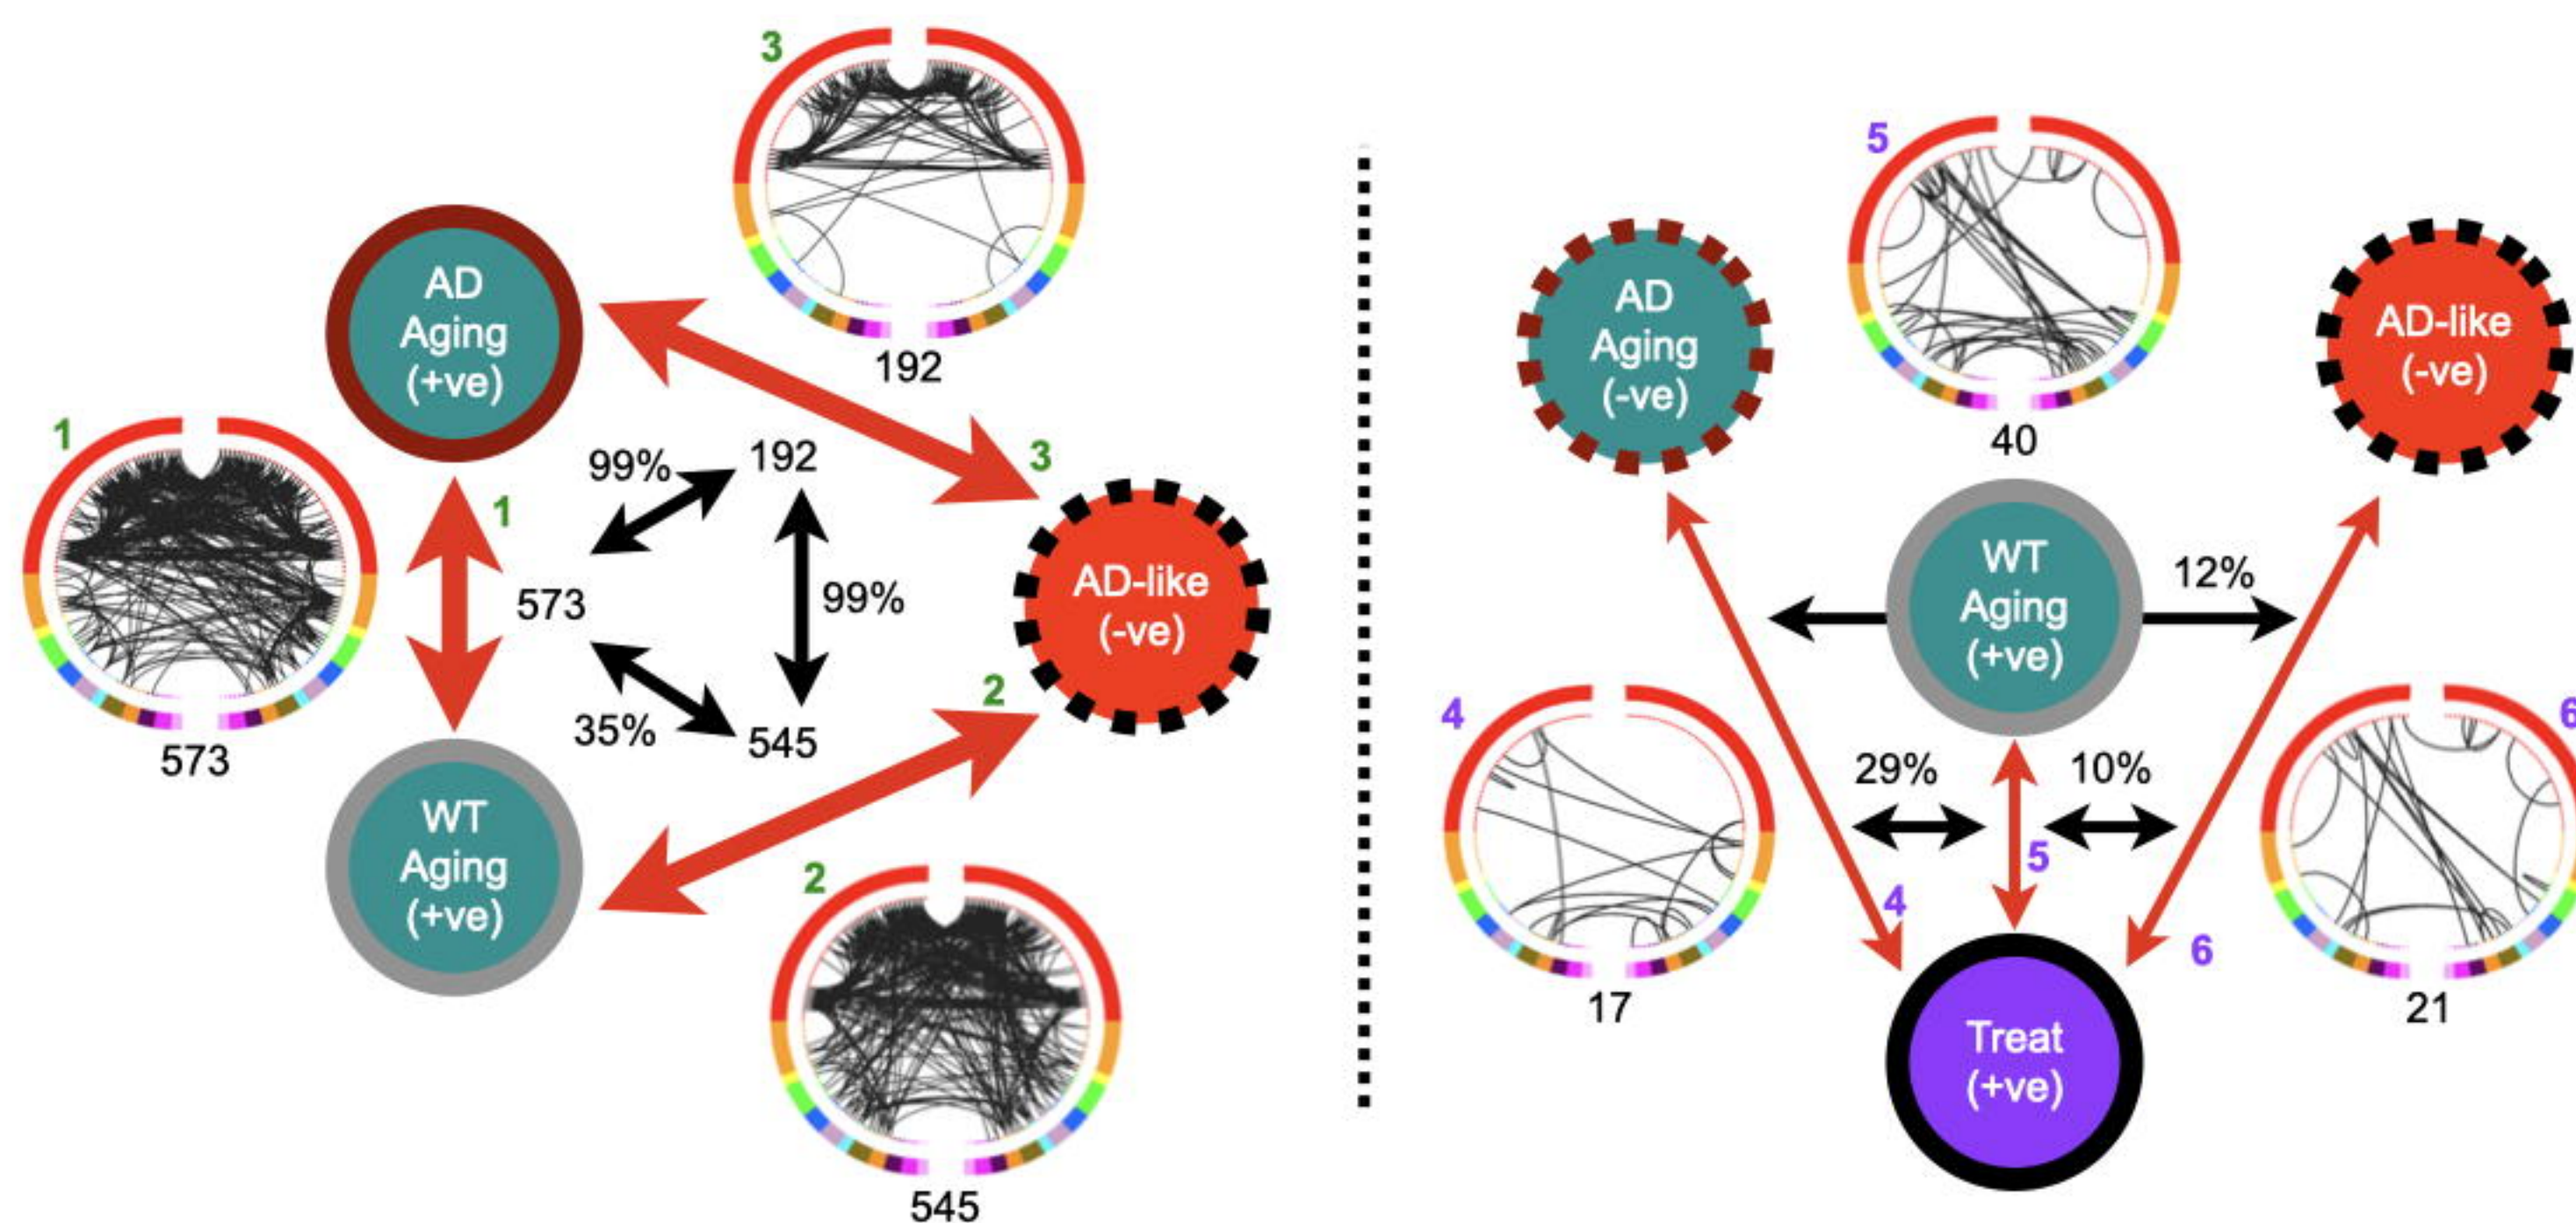 3
192
AD
Aging
(+ve)
1
573
1
99%
192
3
573
99%
AD-like
(-ve)
35%
545
2
WT
Aging
(+ve)
2
545
5
40
AD
Aging
(-ve)
AD-like
(-ve)
WT
Aging
(+ve)
12%
4
17
29%
10%
5
4
6
6
21
Treat
(+ve)